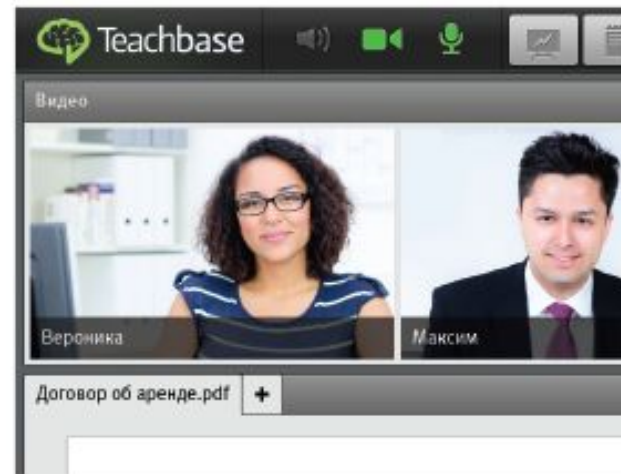 Teachbase
Видео
Вероника
Максим
Договор об аренде.pdf +